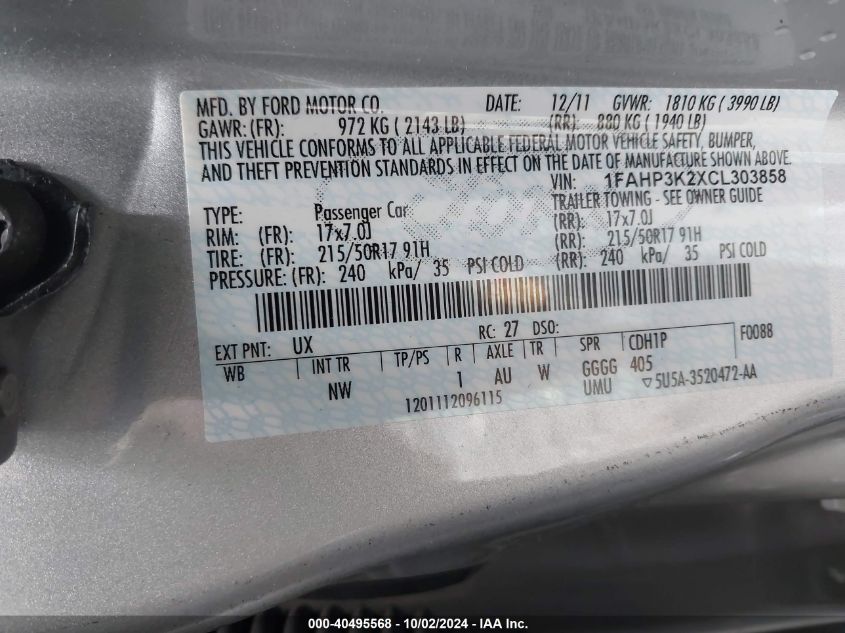 MFD. BY FORD MOTOR CO. DATE: 12/11 GVWR: 1810 KG ( 3990 LB)
GAWR: (FR): 972 KG ( 2143 LB) (RR): 880 KG ( 1940 LB)
THIS VEHICLE CONFORMS TO ALL APPLICABLE FEDERAL MOTOR VEHICLE SAFETY, BUMPER,
AND THEFT PREVENTION STANDARDS IN EFFECT ON THE DATE OF MANUFACTURE SHOWN ABOVE.
VIN: 1FAHP3K2XCL303858
TYPE: Passenger Car TRAILER TOWING - SEE OWNER GUIDE
RIM: (FR): 17x7.0J (RR): 17x7.0J
TIRE: (FR): 215/50R17 91H (RR): 215/50R17 91H
PRESSURE: (FR): 240 kPa/ 35 PSI COLD (RR): 240 kPa/ 35 PSI COLD
EXT PNT: UX RC: 27 DSO: F0088
WB INT TR TP/PS R AXLE TR SPR CDH1P
NW 1 AU W GGGG 405
1201112096115 UMU ▽5U5A-3520472-AA
000-40495568 - 10/02/2024 - IAA Inc.